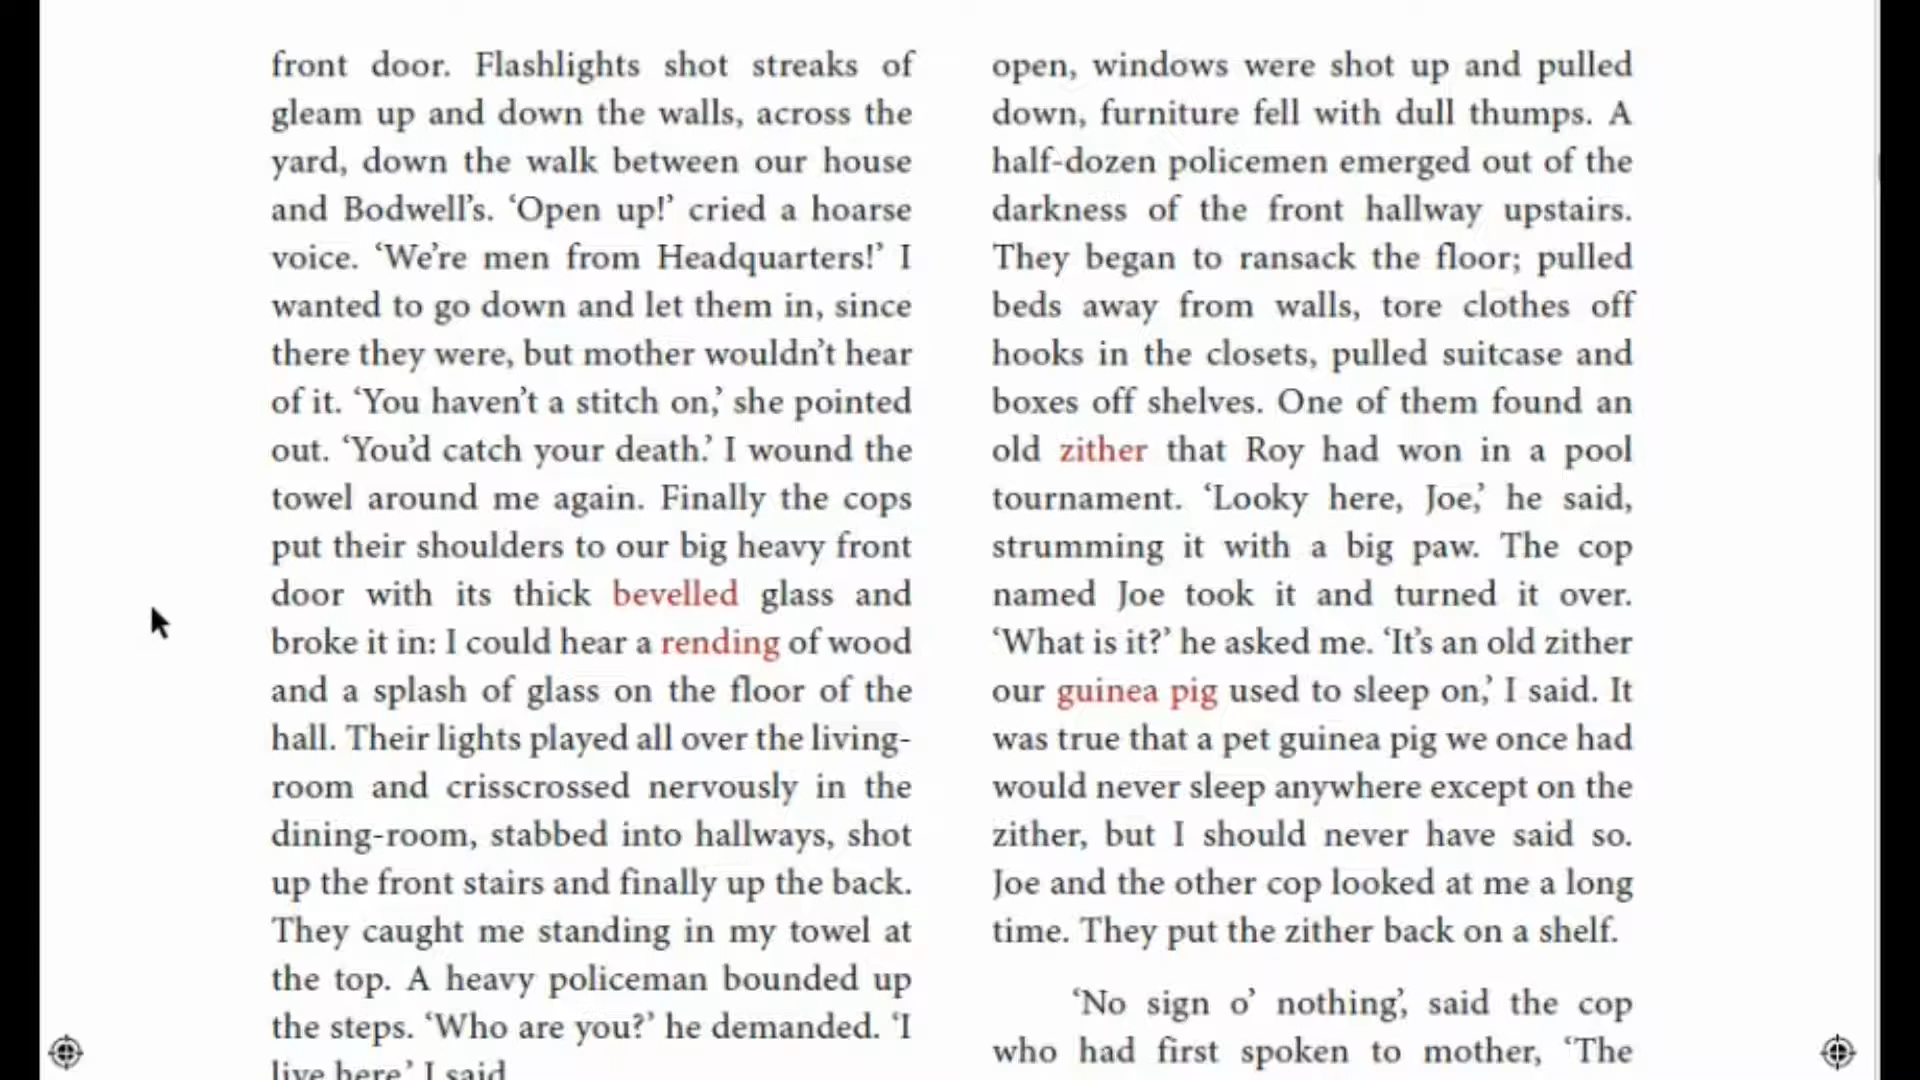 front door. Flashlights shot streaks of
gleam up and down the walls, across the
yard, down the walk between our house
and Bodwell’s. ‘Open up!’ cried a hoarse
voice. ‘We’re men from Headquarters!’ I
wanted to go down and let them in, since
there they were, but mother wouldn’t hear
of it. ‘You haven’t a stitch on,’ she pointed
out. ‘You’d catch your death.’ I wound the
towel around me again. Finally the cops
put their shoulders to our big heavy front
door with its thick bevelled glass and
broke it in: I could hear a rending of wood
and a splash of glass on the floor of the
hall. Their lights played all over the living-
room and crisscrossed nervously in the
dining-room, stabbed into hallways, shot
up the front stairs and finally up the back.
They caught me standing in my towel at
the top. A heavy policeman bounded up
the steps. ‘Who are you?’ he demanded. ‘I
live here,’ I said
open, windows were shot up and pulled
down, furniture fell with dull thumps. A
half-dozen policemen emerged out of the
darkness of the front hallway upstairs.
They began to ransack the floor; pulled
beds away from walls, tore clothes off
hooks in the closets, pulled suitcase and
boxes off shelves. One of them found an
old zither that Roy had won in a pool
tournament. ‘Looky here, Joe,’ he said,
strumming it with a big paw. The cop
named Joe took it and turned it over.
‘What is it?’ he asked me. ‘It’s an old zither
our guinea pig used to sleep on,’ I said. It
was true that a pet guinea pig we once had
would never sleep anywhere except on the
zither, but I should never have said so.
Joe and the other cop looked at me a long
time. They put the zither back on a shelf.
‘No sign o’ nothing’, said the cop
who had first spoken to mother, ‘The